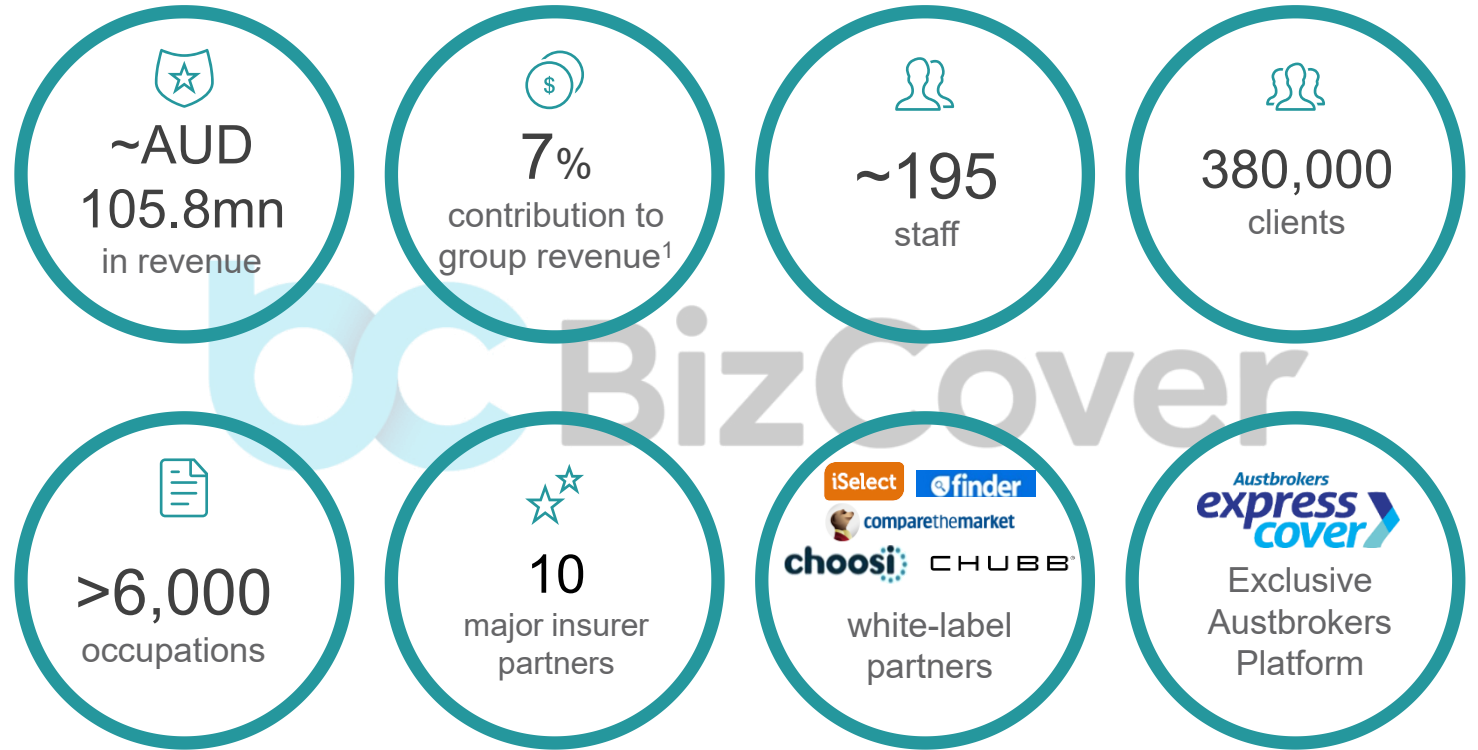 ~AUD
105.8mn
in revenue
$
7%
contribution to
group revenue1
~195
staff
380,000
clients
bc BizCover
>6,000
occupations
10
major insurer
partners
iSelect
finder
comparethemarket
choosi
CHUBB
white-label
partners
Austbrokers
express
cover
Exclusive
Austbrokers
Platform